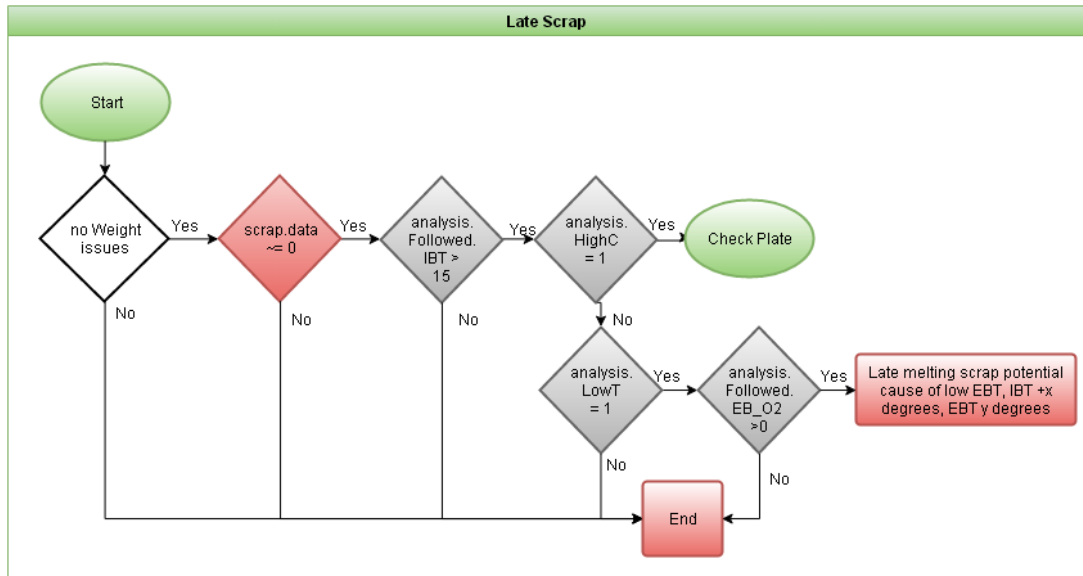 Late Scrap
Start
no Weight
issues
Yes
scrap.data
~= 0
Yes
analysis.
Followed.
IBT >
15
Yes
analysis.
HighC
= 1
Yes
Check Plate
No
No
No
No
analysis.
LowT
= 1
Yes
analysis.
Followed.
EB_O2
>0
Yes
Late melting scrap potential
cause of low EBT, IBT +x
degrees, EBT y degrees
No
No
End